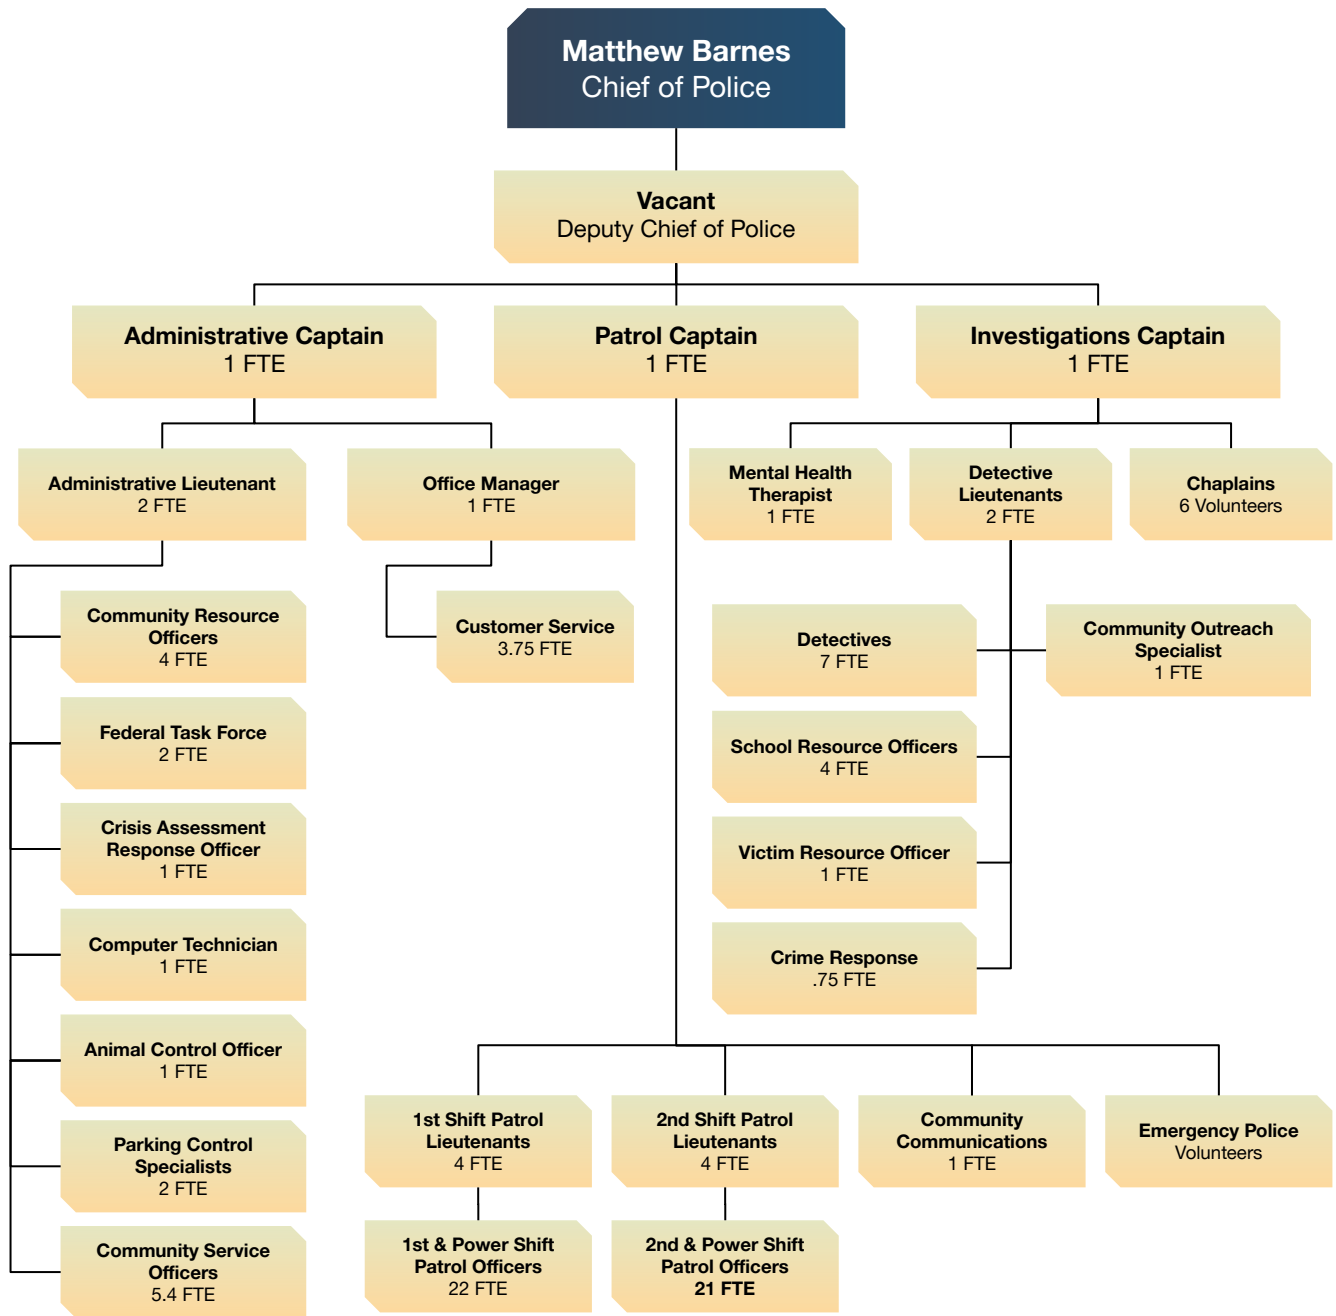 Matthew Barnes
Chief of Police
Vacant
Deputy Chief of Police
Administrative Captain
1 FTE
Patrol Captain
1 FTE
Investigations Captain
1 FTE
Administrative Lieutenant
2 FTE
Office Manager
1 FTE
Mental Health
Therapist
1 FTE
Detective
Lieutenants
2 FTE
Chaplains
6 Volunteers
Community Resource
Officers
4 FTE
Federal Task Force
2 FTE
Crisis Assessment
Response Officer
1 FTE
Computer Technician
1 FTE
Animal Control Officer
1 FTE
Parking Control
Specialists
2 FTE
Community Service
Officers
5.4 FTE
Customer Service
3.75 FTE
Detectives
7 FTE
School Resource Officers
4 FTE
Victim Resource Officer
1 FTE
Crime Response
.75 FTE
Community Outreach
Specialist
1 FTE
1st Shift Patrol
Lieutenants
4 FTE
2nd Shift Patrol
Lieutenants
4 FTE
Community
Communications
1 FTE
Emergency Police
Volunteers
1st & Power Shift
Patrol Officers
22 FTE
2nd & Power Shift
Patrol Officers
21 FTE